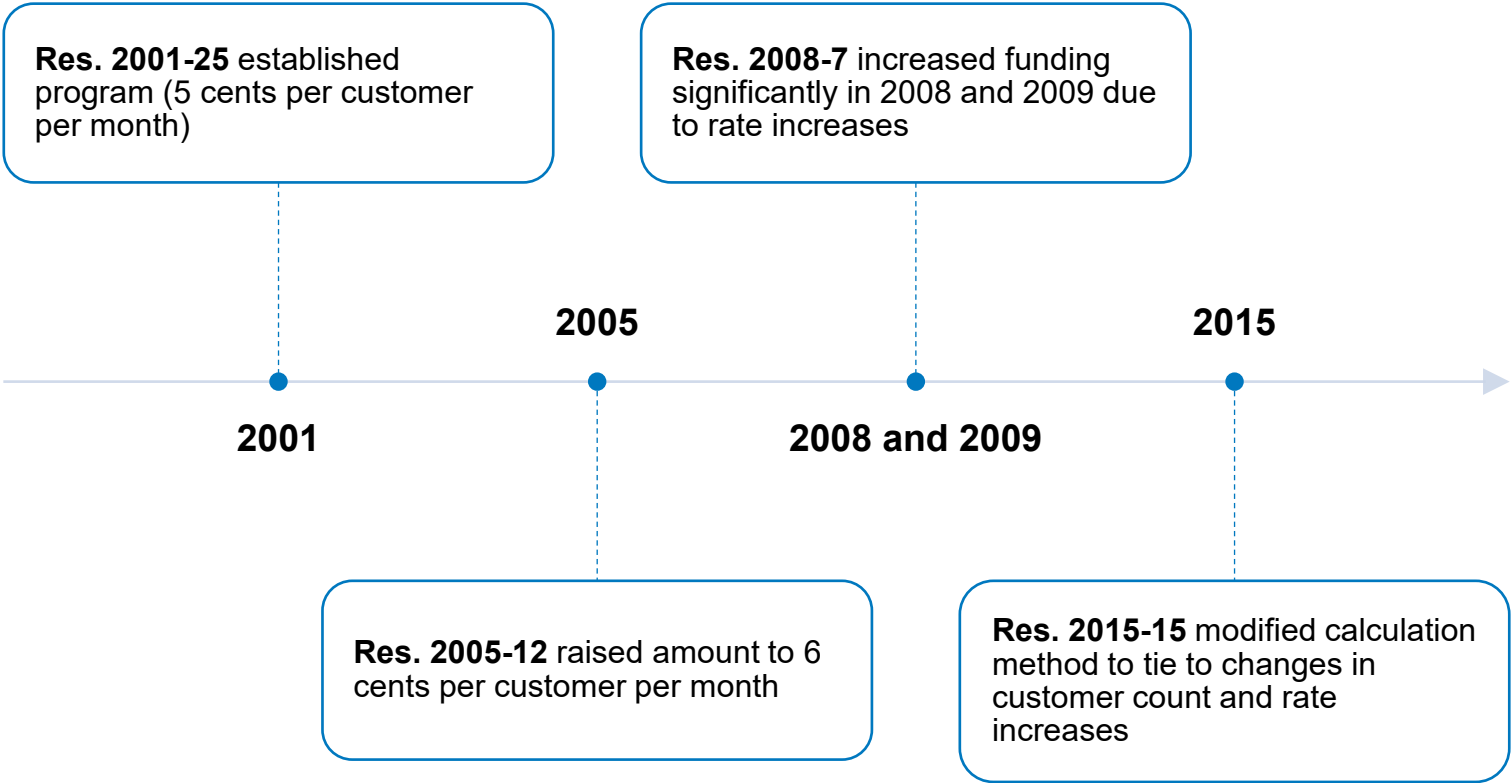 Res. 2001-25 established
program (5 cents per customer
per month)
Res. 2008-7 increased funding
significantly in 2008 and 2009 due
to rate increases
2005
2015
2001
2008 and 2009
Res. 2005-12 raised amount to 6
cents per customer per month
Res. 2015-15 modified calculation
method to tie to changes in
customer count and rate
increases